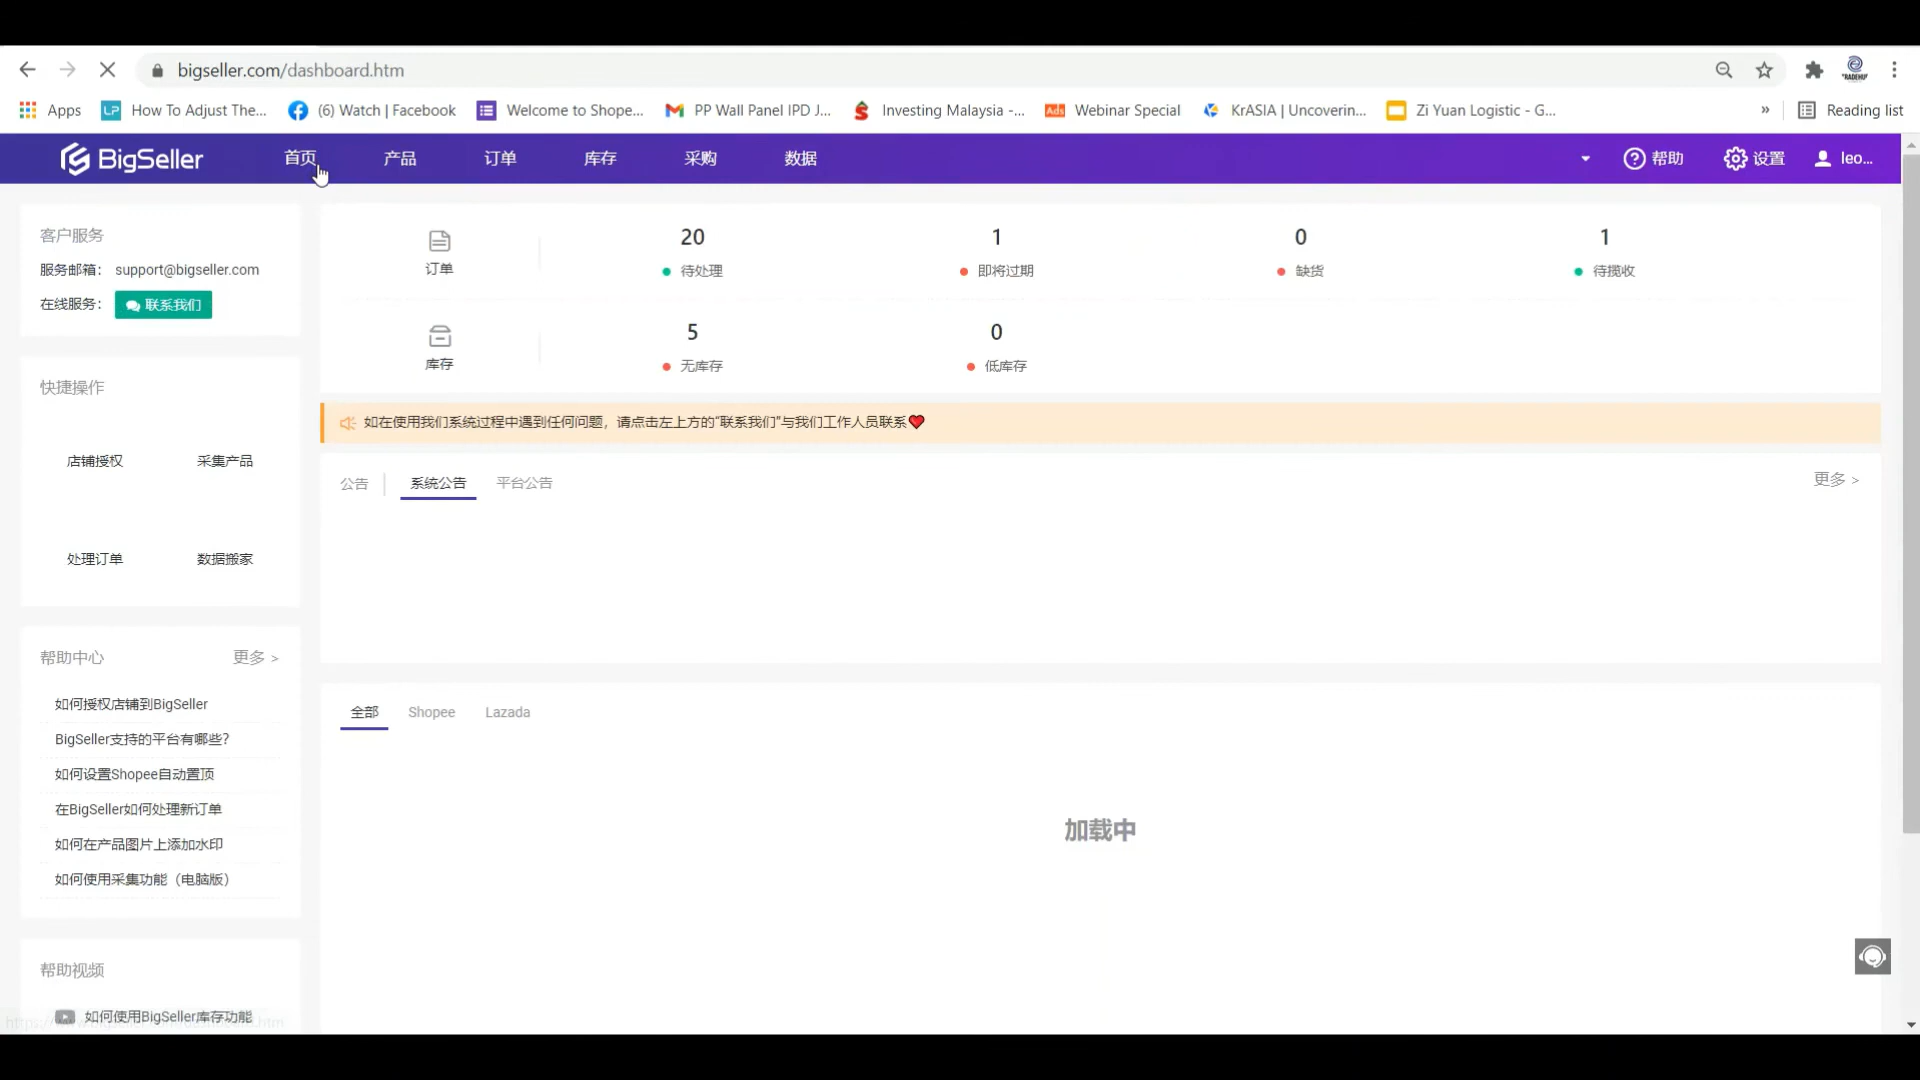 bigseller.com/dashboard.htm
Apps
How To Adjust The...
(6) Watch | Facebook
Welcome to Shope...
PP Wall Panel IPD J...
Investing Malaysia -...
Webinar Special
KrASIA | Uncoverin...
Zi Yuan Logistic - G...
»
Reading list
BigSeller
首页
产品
订单
库存
采购
数据
帮助
设置
leo...
客户服务
服务邮箱： support@bigseller.com
在线服务： 联系我们
快捷操作
店铺授权 采集产品
处理订单 数据搬家
帮助中心 更多 >
如何授权店铺到BigSeller
BigSeller支持的平台有哪些?
如何设置Shopee自动置顶
在BigSeller如何处理新订单
如何在产品图片上添加水印
如何使用采集功能（电脑版）
帮助视频
如何使用BigSeller库存功能
订单
20
待处理
1
即将过期
0
缺货
1
待揽收
库存
5
无库存
0
低库存
如在使用我们系统过程中遇到任何问题，请点击左上方的“联系我们”与我们工作人员联系❤
公告 系统公告 平台公告 更多 >
全部 Shopee Lazada
加载中